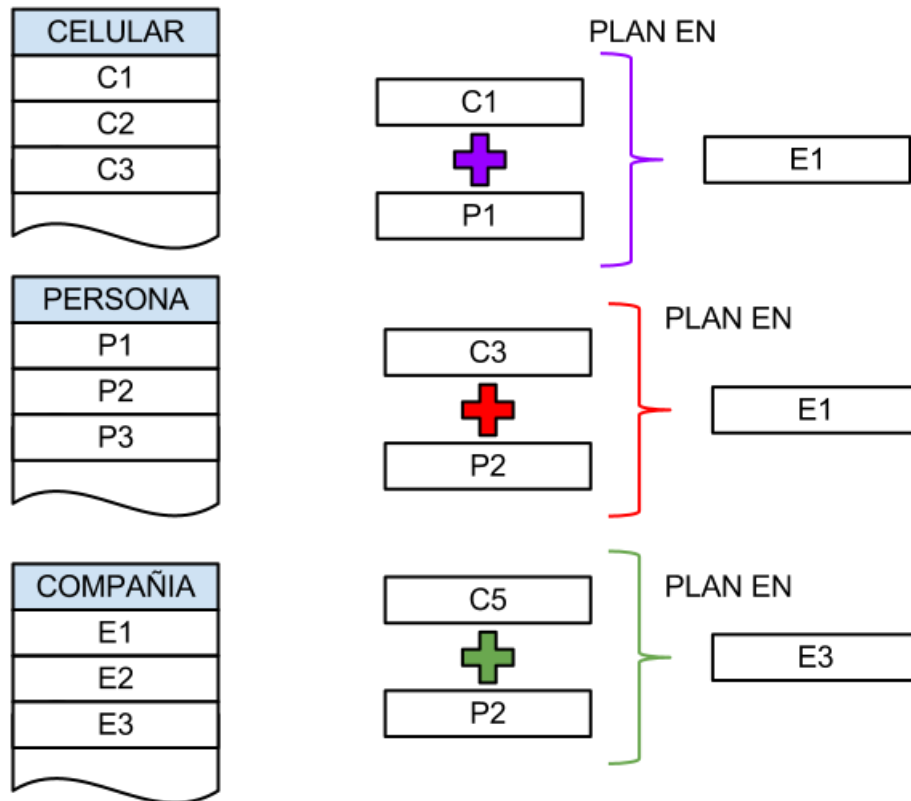 CELULAR
C1
C2
C3
PERSONA
P1
P2
P3
COMPAÑIA
E1
E2
E3
PLAN EN
C1
P1
E1
PLAN EN
C3
P2
E1
PLAN EN
C5
P2
E3